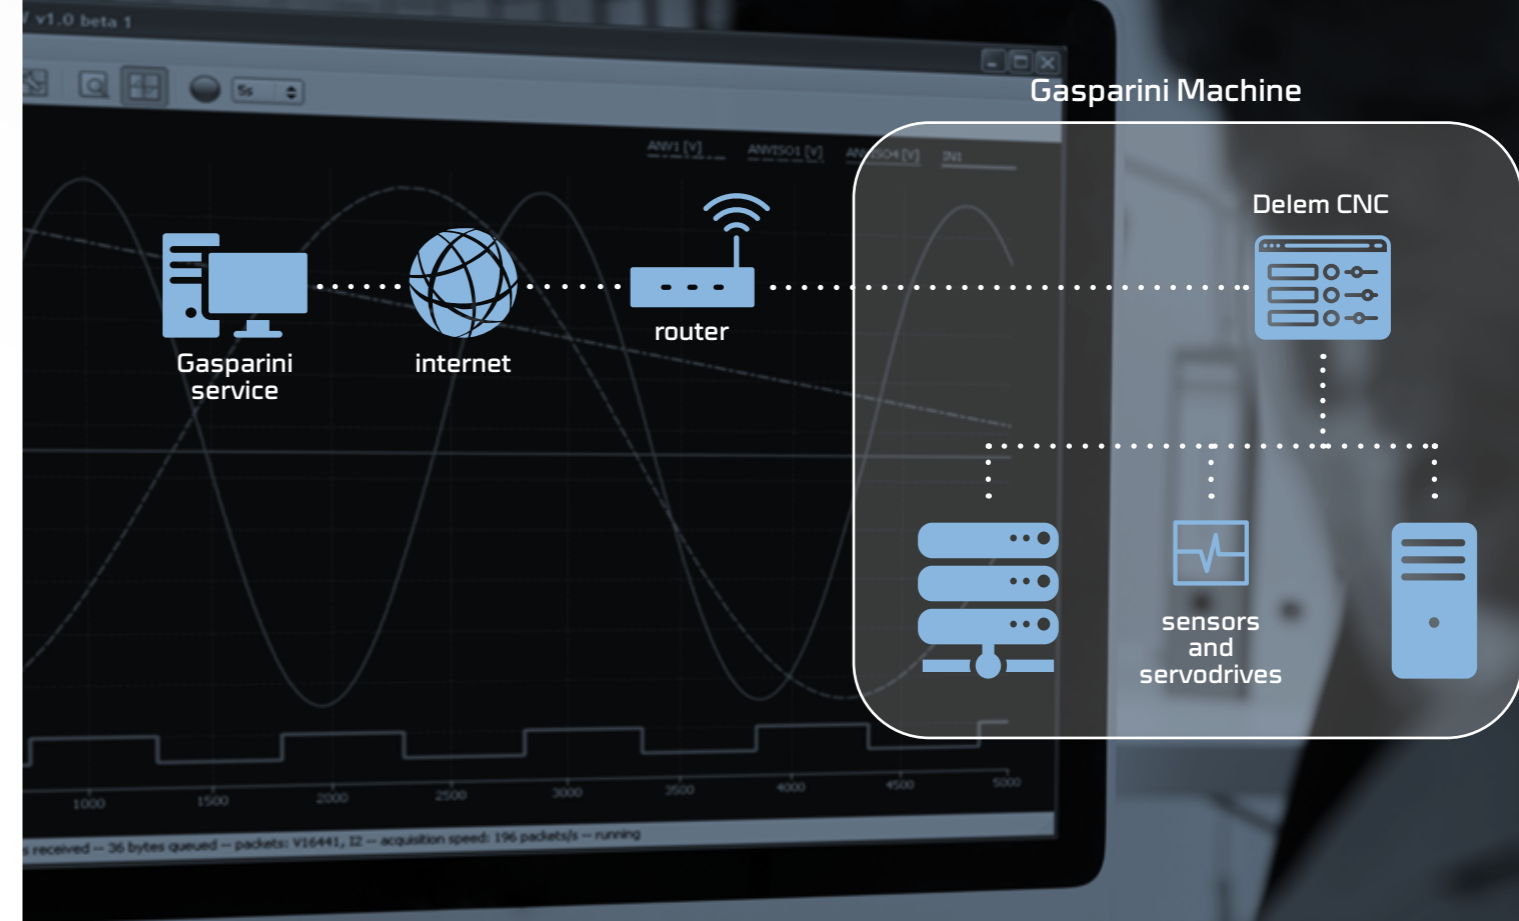 v1.0 beta 1
5s
Gasparini Machine
ANV1 [V]
ANVISO1 [V]
ANVISO4 [V]
IN1
Delem CNC
router
Gasparini
service
internet
sensors
and
servodrives
1000
1500
2000
2500
3000
3500
4000
4500
5000
received -- 36 bytes queued -- packets: V16441, I2 -- acquisition speed: 196 packets/s -- running